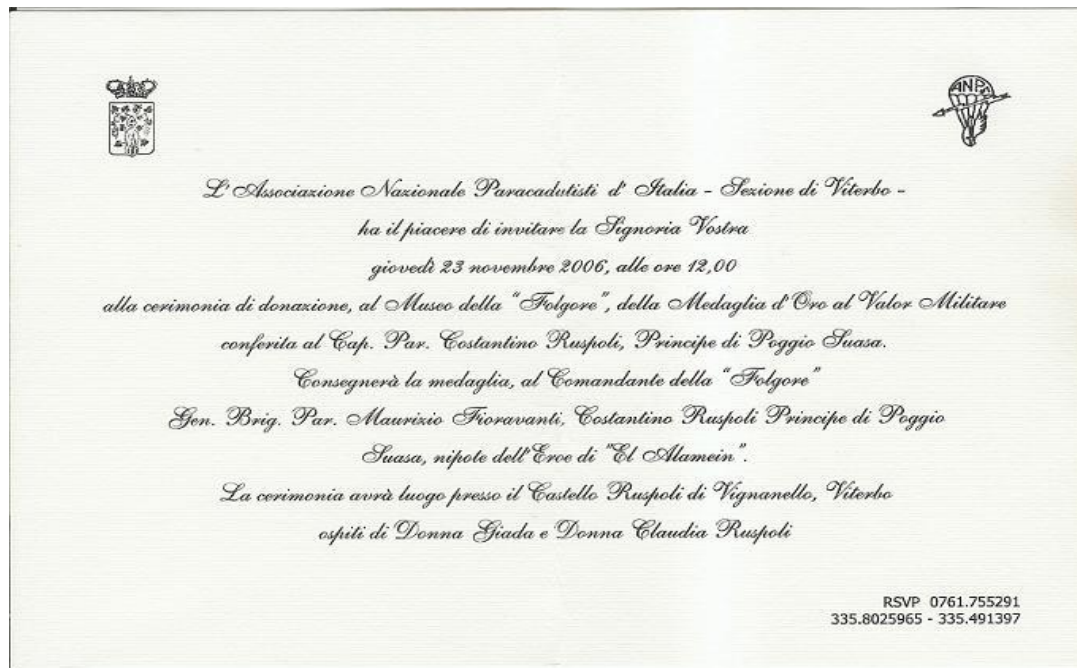 ANPd'I
L'Associazione Nazionale Paracadutisti d' Italia - Sezione di Viterbo -
ha il piacere di invitare la Signoria Vostra
giovedì 23 novembre 2006, alle ore 12,00
alla cerimonia di donazione, al Museo della "Folgore", della Medaglia d'Oro al Valor Militare
conferita al Cap. Par. Costantino Ruspoli, Principe di Poggio Suasa.
Consegnerà la medaglia, al Comandante della "Folgore"
Gen. Brig. Par. Maurizio Fioravanti, Costantino Ruspoli Principe di Poggio
Suasa, nipote dell'Eroe di "El Alamein".
La cerimonia avrà luogo presso il Castello Ruspoli di Vignanello, Viterbo
ospiti di Donna Giada e Donna Claudia Ruspoli
RSVP 0761.755291
335.8025965 - 335.491397